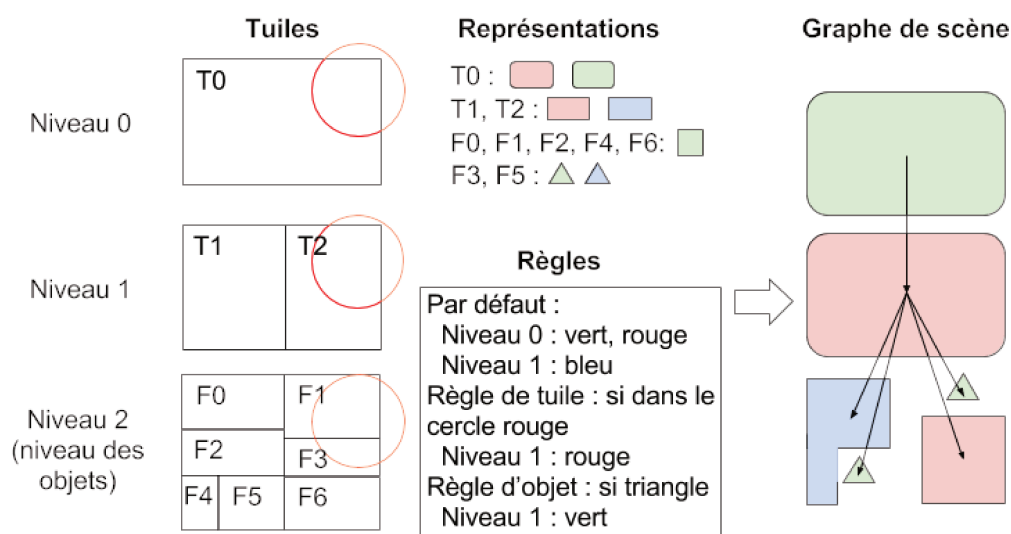 Tuiles
Représentations
Graphe de scène
Niveau 0
T0
T0 :
T1, T2 :
F0, F1, F2, F4, F6:
F3, F5 :
Niveau 1
T1
T2
Règles
Par défaut :
Niveau 0 : vert, rouge
Niveau 1 : bleu
Règle de tuile : si dans le
cercle rouge
Niveau 1 : rouge
Règle d'objet : si triangle
Niveau 1 : vert
Niveau 2
(niveau des
objets)
F0
F1
F2
F3
F4
F5
F6